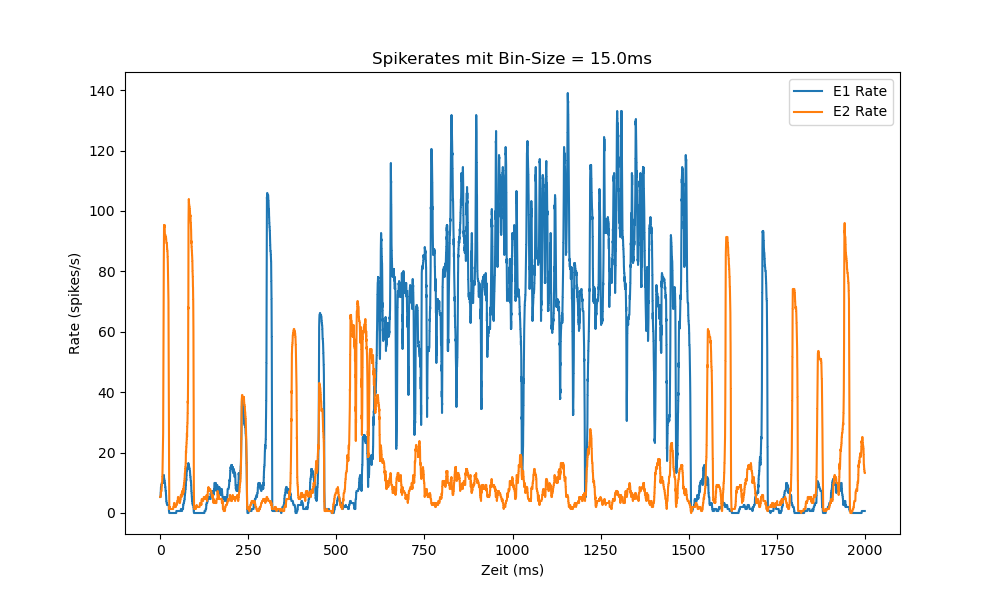 Spikerates mit Bin-Size = 15.0ms
E1 Rate
E2 Rate
140
120
100
80
60
40
20
0
Rate (spikes/s)
0 250 500 750 1000 1250 1500 1750 2000
Zeit (ms)